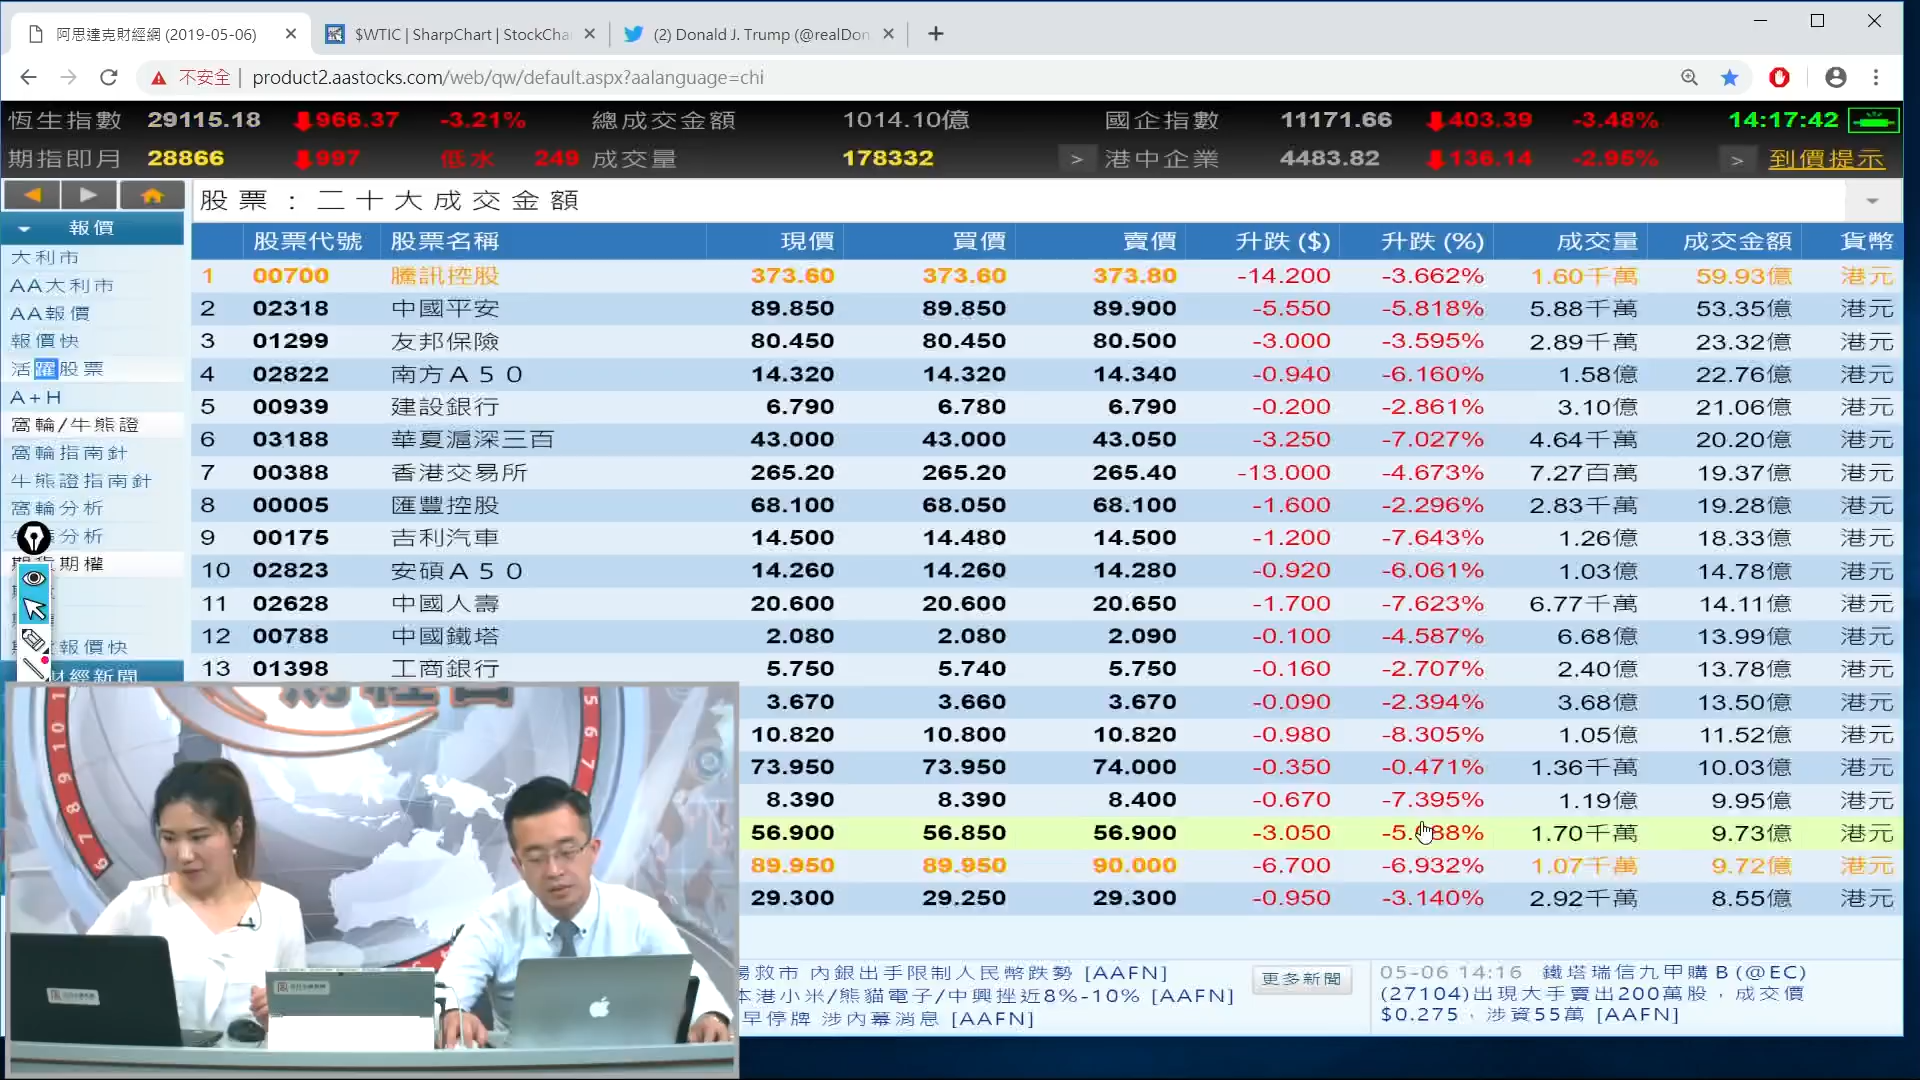 阿思達克財經網 (2019-05-06)
$WTIC | SharpChart | StockCha
(2) Donald J. Trump (@realDon
不安全 | product2.aastocks.com/web/qw/default.aspx?aalanguage=chi
恆生指數 29115.18 966.37 -3.21% 總成交金額 1014.10億 國企指數 11171.66 403.39 -3.48% 14:17:42
期指即月 28866 997 低水 249 成交量 178332 > 港中企業 4483.82 136.14 -2.95% > 到價提示
股票：二十大成交金額
報價
大利市
AA大利市
AA報價
報價快
活躍股票
A+H
窩輪/牛熊證
窩輪指南針
牛熊證指南針
窩輪分析
分析
期權
報價快
財經新聞
股票代號 股票名稱 現價 買價 賣價 升跌 ($) 升跌 (%) 成交量 成交金額 貨幣
1 00700 騰訊控股 373.60 373.60 373.80 -14.200 -3.662% 1.60千萬 59.93億 港元
2 02318 中國平安 89.850 89.850 89.900 -5.550 -5.818% 5.88千萬 53.35億 港元
3 01299 友邦保險 80.450 80.450 80.500 -3.000 -3.595% 2.89千萬 23.32億 港元
4 02822 南方Ａ５０ 14.320 14.320 14.340 -0.940 -6.160% 1.58億 22.76億 港元
5 00939 建設銀行 6.790 6.780 6.790 -0.200 -2.861% 3.10億 21.06億 港元
6 03188 華夏滬深三百 43.000 43.000 43.050 -3.250 -7.027% 4.64千萬 20.20億 港元
7 00388 香港交易所 265.20 265.20 265.40 -13.000 -4.673% 7.27百萬 19.37億 港元
8 00005 匯豐控股 68.100 68.050 68.100 -1.600 -2.296% 2.83千萬 19.28億 港元
9 00175 吉利汽車 14.500 14.480 14.500 -1.200 -7.643% 1.26億 18.33億 港元
10 02823 安碩Ａ５０ 14.260 14.260 14.280 -0.920 -6.061% 1.03億 14.78億 港元
11 02628 中國人壽 20.600 20.600 20.650 -1.700 -7.623% 6.77千萬 14.11億 港元
12 00788 中國鐵塔 2.080 2.080 2.090 -0.100 -4.587% 6.68億 13.99億 港元
13 01398 工商銀行 5.750 5.740 5.750 -0.160 -2.707% 2.40億 13.78億 港元
3.670 3.660 3.670 -0.090 -2.394% 3.68億 13.50億 港元
10.820 10.800 10.820 -0.980 -8.305% 1.05億 11.52億 港元
73.950 73.950 74.000 -0.350 -0.471% 1.36千萬 10.03億 港元
8.390 8.390 8.400 -0.670 -7.395% 1.19億 9.95億 港元
56.900 56.850 56.900 -3.050 1.70千萬 9.73億 港元
89.950 89.950 90.000 -6.700 -6.932% 1.07千萬 9.72億 港元
29.300 29.250 29.300 -0.950 -3.140% 2.92千萬 8.55億 港元
救市 內銀出手限制人民幣跌勢 [AAFN]
本港小米/熊貓電子/中興挫近8%-10% [AAFN]
早停牌 涉內幕消息 [AAFN]
更多新聞
05-06 14:16 鐵塔瑞信九甲購Ｂ(@EC)
(27104)出現大手賣出200萬股，成交價
$0.275，涉資55萬 [AAFN]